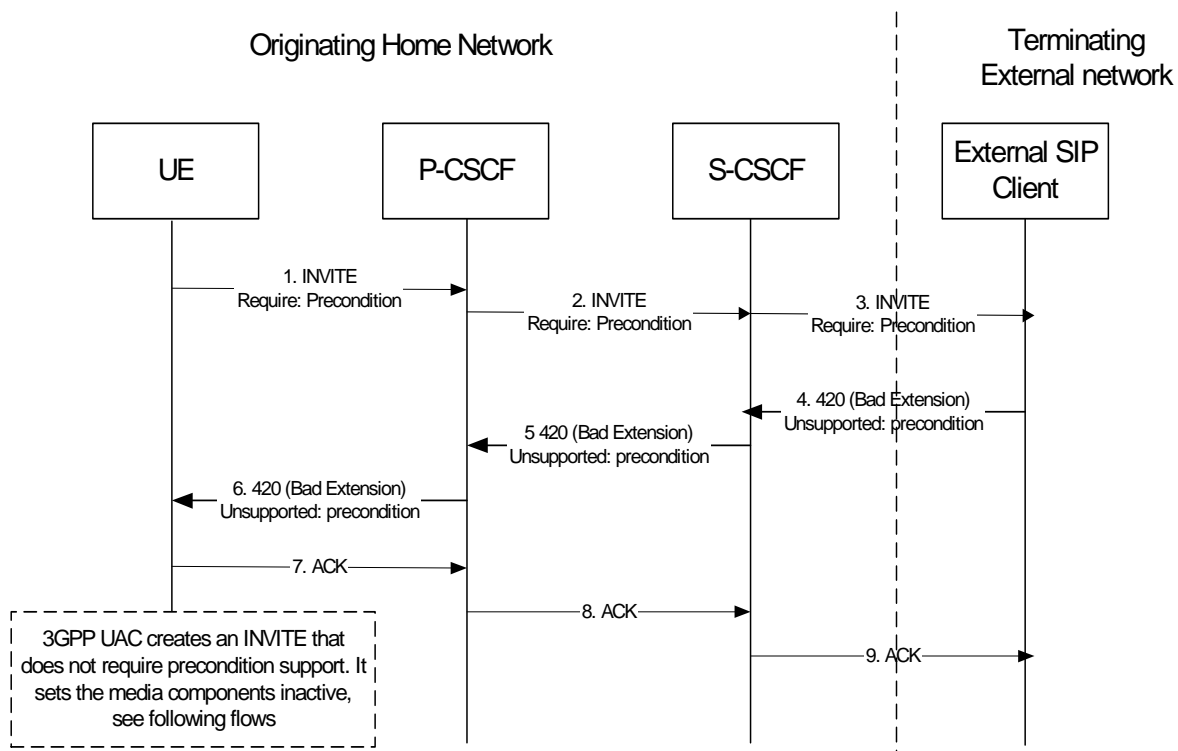 Originating Home Network
Terminating
External network
UE
P-CSCF
S-CSCF
External SIP
Client
1. INVITE
Require: Precondition
2. INVITE
Require: Precondition
3. INVITE
Require: Precondition
4. 420 (Bad Extension)
Unsupported: precondition
5 420 (Bad Extension)
Unsupported: precondition
6. 420 (Bad Extension)
Unsupported: precondition
7. ACK
8. ACK
9. ACK
3GPP UAC creates an INVITE that
does not require precondition support. It
sets the media components inactive,
see following flows